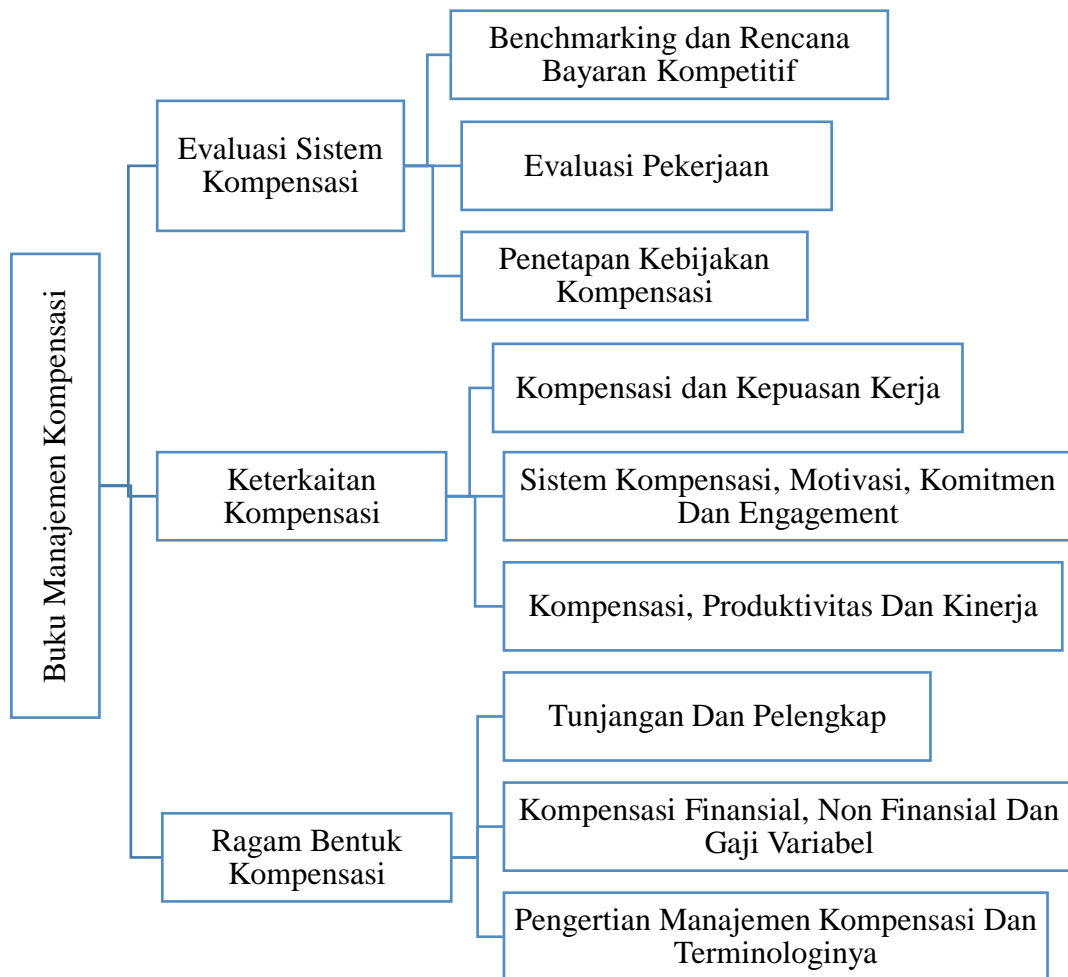 Buku Manajemen Kompensasi
Evaluasi Sistem
Kompensasi
Benchmarking dan Rencana
Bayaran Kompetitif
Evaluasi Pekerjaan
Penetapan Kebijakan
Kompensasi
Keterkaitan
Kompensasi
Kompensasi dan Kepuasan Kerja
Sistem Kompensasi, Motivasi, Komitmen
Dan Engagement
Kompensasi, Produktivitas Dan Kinerja
Ragam Bentuk
Kompensasi
Tunjangan Dan Pelengkap
Kompensasi Finansial, Non Finansial Dan
Gaji Variabel
Pengertian Manajemen Kompensasi Dan
Terminologinya